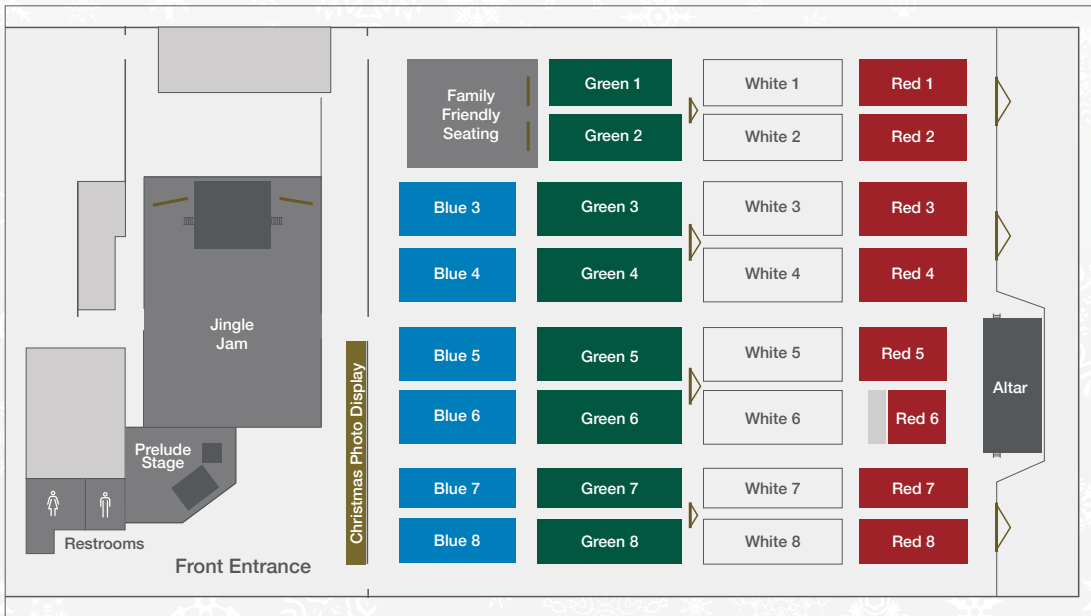 Family
Friendly
Seating
Green 1
White 1
Red 1
Green 2
White 2
Red 2
Blue 3
Green 3
White 3
Red 3
Blue 4
Green 4
White 4
Red 4
Jingle
Jam
Blue 5
Green 5
White 5
Red 5
Altar
Blue 6
Green 6
White 6
Red 6
Christmas Photo Display
Prelude
Stage
Blue 7
Green 7
White 7
Red 7
Blue 8
Green 8
White 8
Red 8
Restrooms
Front Entrance